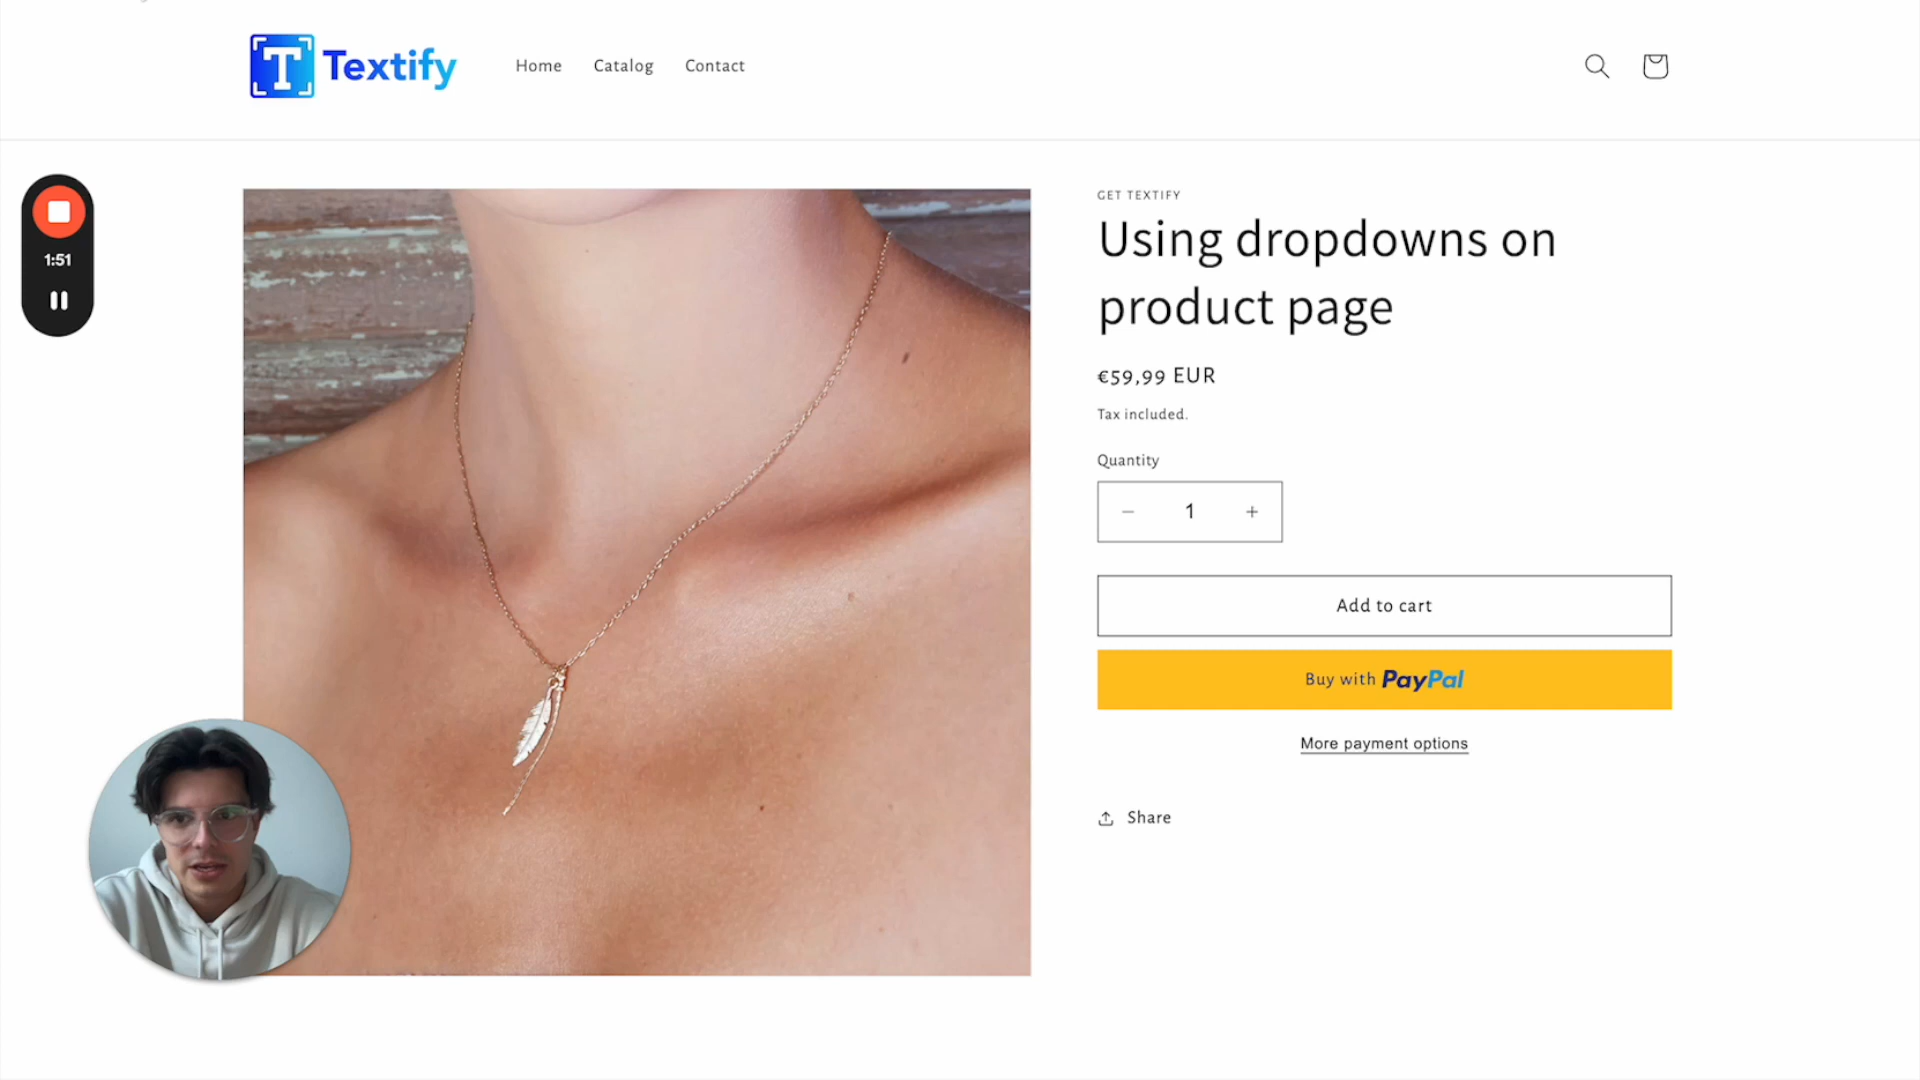 T Textify
Home Catalog Contact
1:51
GET TEXTIFY
Using dropdowns on
product page
€59,99 EUR
Tax included.
Quantity
− 1 +
Add to cart
Buy with PayPal
More payment options
Share